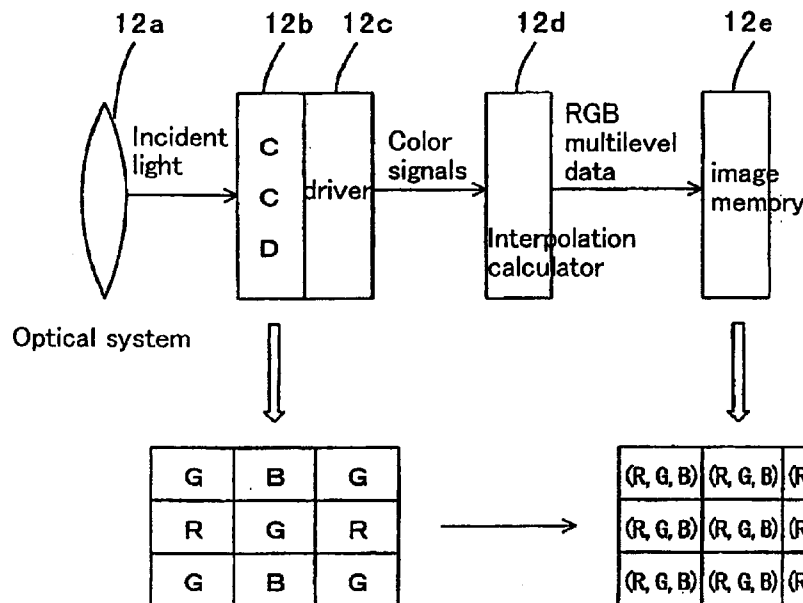 12a 12b 12c 12d 12e
Incident
light
C
C
D
driver
Color
signals
Interpolation
calculator
RGB
multilevel
data
image
memory
Optical system
G B G
R G R
G B G
(R, G, B) (R, G, B) (R
(R, G, B) (R, G, B) (R
(R, G, B) (R, G, B) (R